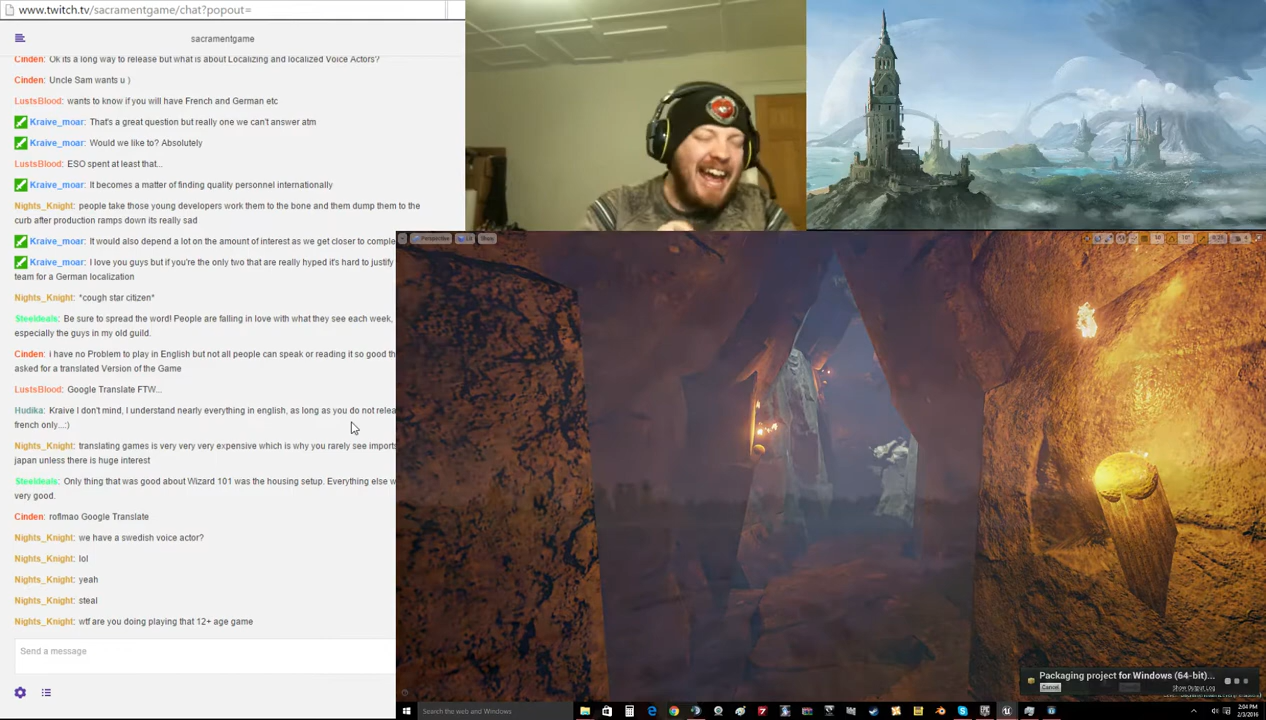 www.twitch.tv/sacramentgame/chat?popout=
sacramentgame
Cinden: Ok its a long way to release but what is about Localizing and localized Voice Actors?
Cinden: Uncle Sam wants u )
LustsBlood: wants to know if you will have French and German etc
Kraive_moar: That's a great question but really one we can't answer atm
Kraive_moar: Would we like to? Absolutely
LustsBlood: ESO spent at least that...
Kraive_moar: It becomes a matter of finding quality personnel internationally
Nights_Knight: people take those young developers work them to the bone and them dump them to the
curb after production ramps down its really sad
Kraive_moar: It would also depend a lot on the amount of interest as we get closer to comple
Kraive_moar: I love you guys but if you're the only two that are really hyped it's hard to justify
team for a German localization
Nights_Knight: *cough star citizen*
Steeldeals: Be sure to spread the word! People are falling in love with what they see each week,
especially the guys in my old guild.
Cinden: i have no Problem to play in English but not all people can speak or reading it so good th
asked for a translated Version of the Game
LustsBlood: Google Translate FTW...
Hudika: Kraive I don't mind, I understand nearly everything in english, as long as you do not relea
french only...:)
Nights_Knight: translating games is very very very expensive which is why you rarely see imports
japan unless there is huge interest
Steeldeals: Only thing that was good about Wizard 101 was the housing setup. Everything else w
very good.
Cinden: roflmao Google Translate
Nights_Knight: we have a swedish voice actor?
Nights_Knight: lol
Nights_Knight: yeah
Nights_Knight: steal
Nights_Knight: wtf are you doing playing that 12+ age game
Send a message
Perspective Lit Show
Packaging project for Windows (64-bit)...
Show Output Log
Cancel
Search the web and Windows
2:04 PM
2/3/2016